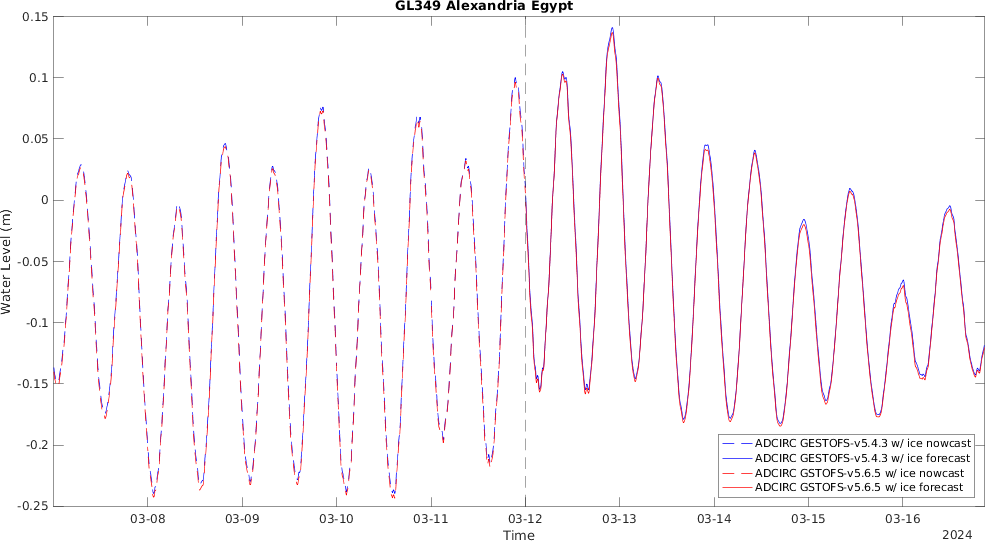 GL349 Alexandria Egypt
0.15
0.1
0.05
0
-0.05
-0.1
-0.15
-0.2
-0.25
Water Level (m)
03-08 03-09 03-10 03-11 03-12 03-13 03-14 03-15 03-16
Time
2024
ADCIRC GESTOFS-v5.4.3 w/ ice nowcast
ADCIRC GESTOFS-v5.4.3 w/ ice forecast
ADCIRC GSTOFS-v5.6.5 w/ ice nowcast
ADCIRC GSTOFS-v5.6.5 w/ ice forecast